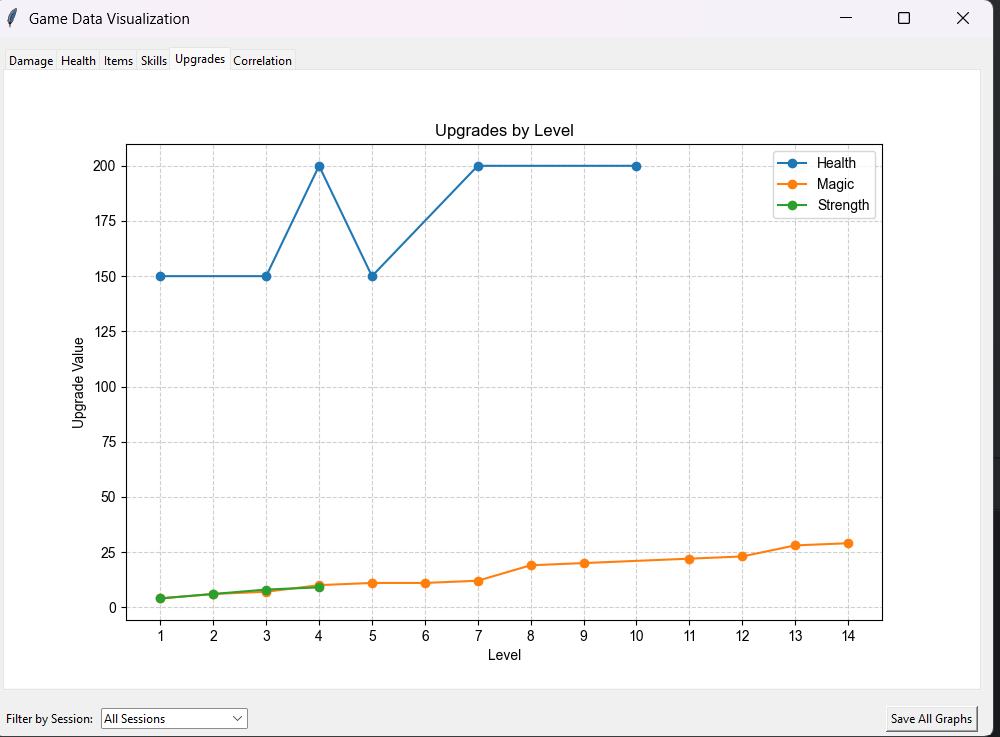 Game Data Visualization
Damage Health Items Skills Upgrades Correlation
Upgrades by Level
Health
Magic
Strength
Upgrade Value
200
175
150
125
100
75
50
25
0
1 2 3 4 5 6 7 8 9 10 11 12 13 14
Level
Filter by Session: All Sessions Save All Graphs